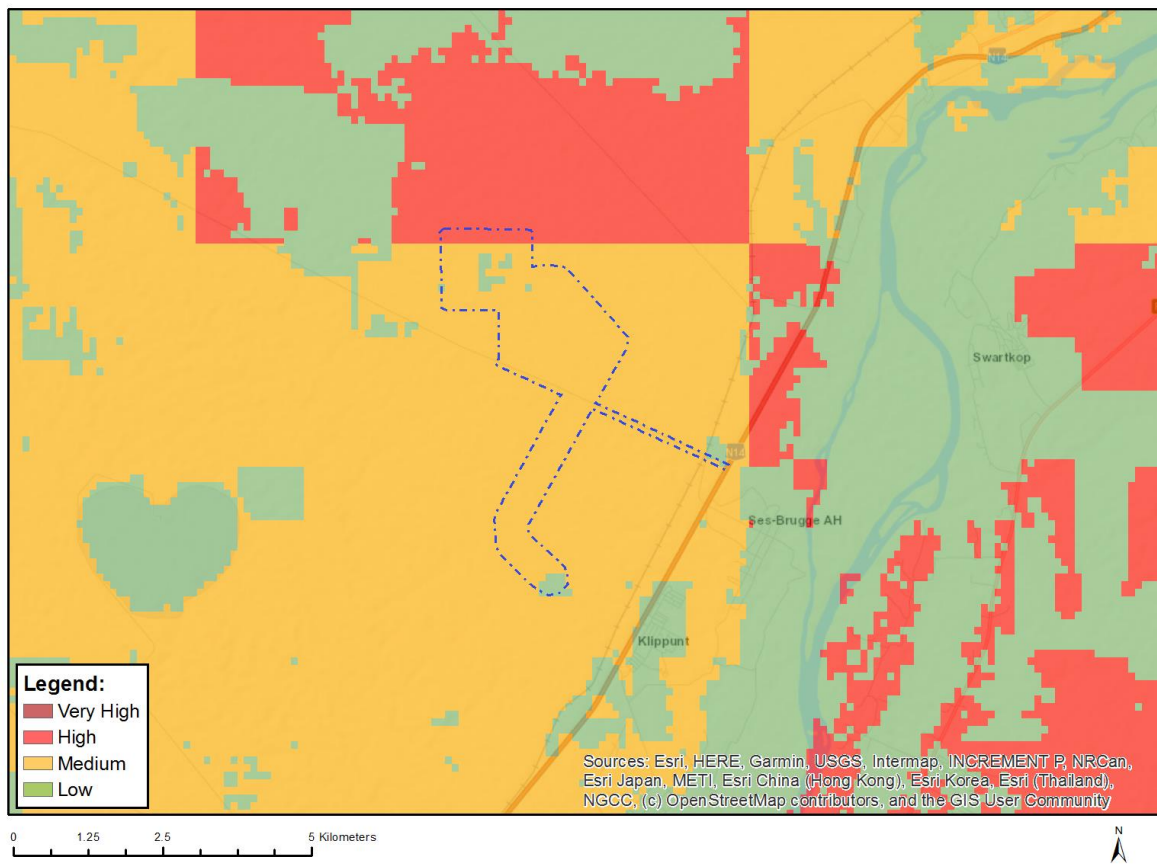 N14
Swartkop
N14
Ses-Brugge AH
Klippunt
Legend:
Very High
High
Medium
Low
Sources: Esri, HERE, Garmin, USGS, Intermap, INCREMENT P, NRCan,
Esri Japan, METI, Esri China (Hong Kong), Esri Korea, Esri (Thailand),
NGCC, (c) OpenStreetMap contributors, and the GIS User Community
0 1.25 2.5 5 Kilometers
N